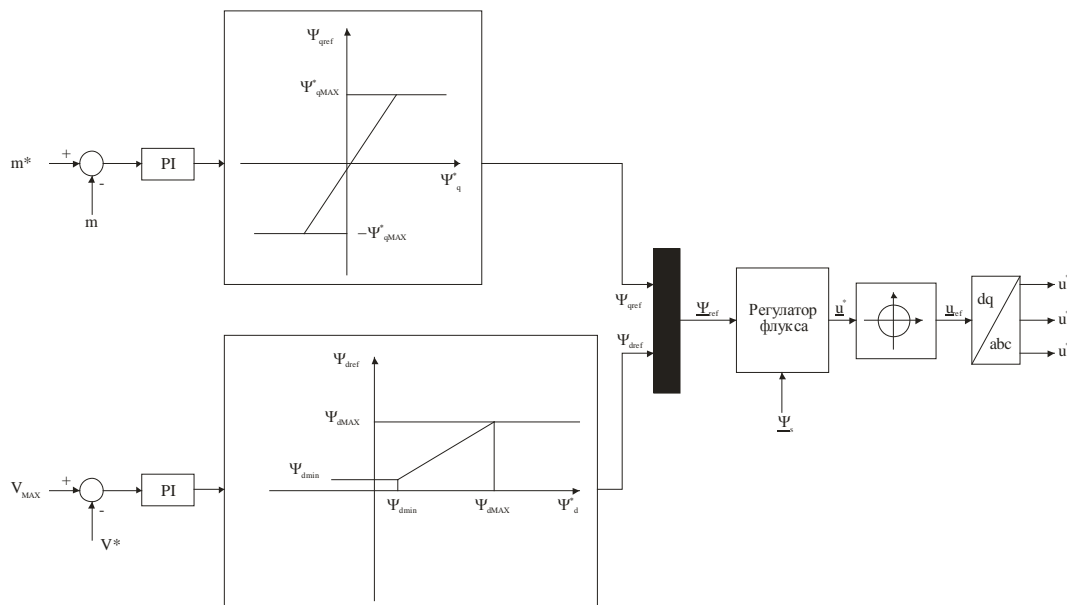 Ψqref
Ψ*qMAX
m*
+
-
m
PI
Ψ*q
–Ψ*qMAX
Ψqref
Ψdref
Ψref
Регулатор
флукса
Ψs
u*
uref
dq
abc
u*
u*
u*
Ψdref
ΨdMAX
Ψdmin
Ψdmin
ΨdMAX
Ψ*d
VMAX
+
-
V*
PI